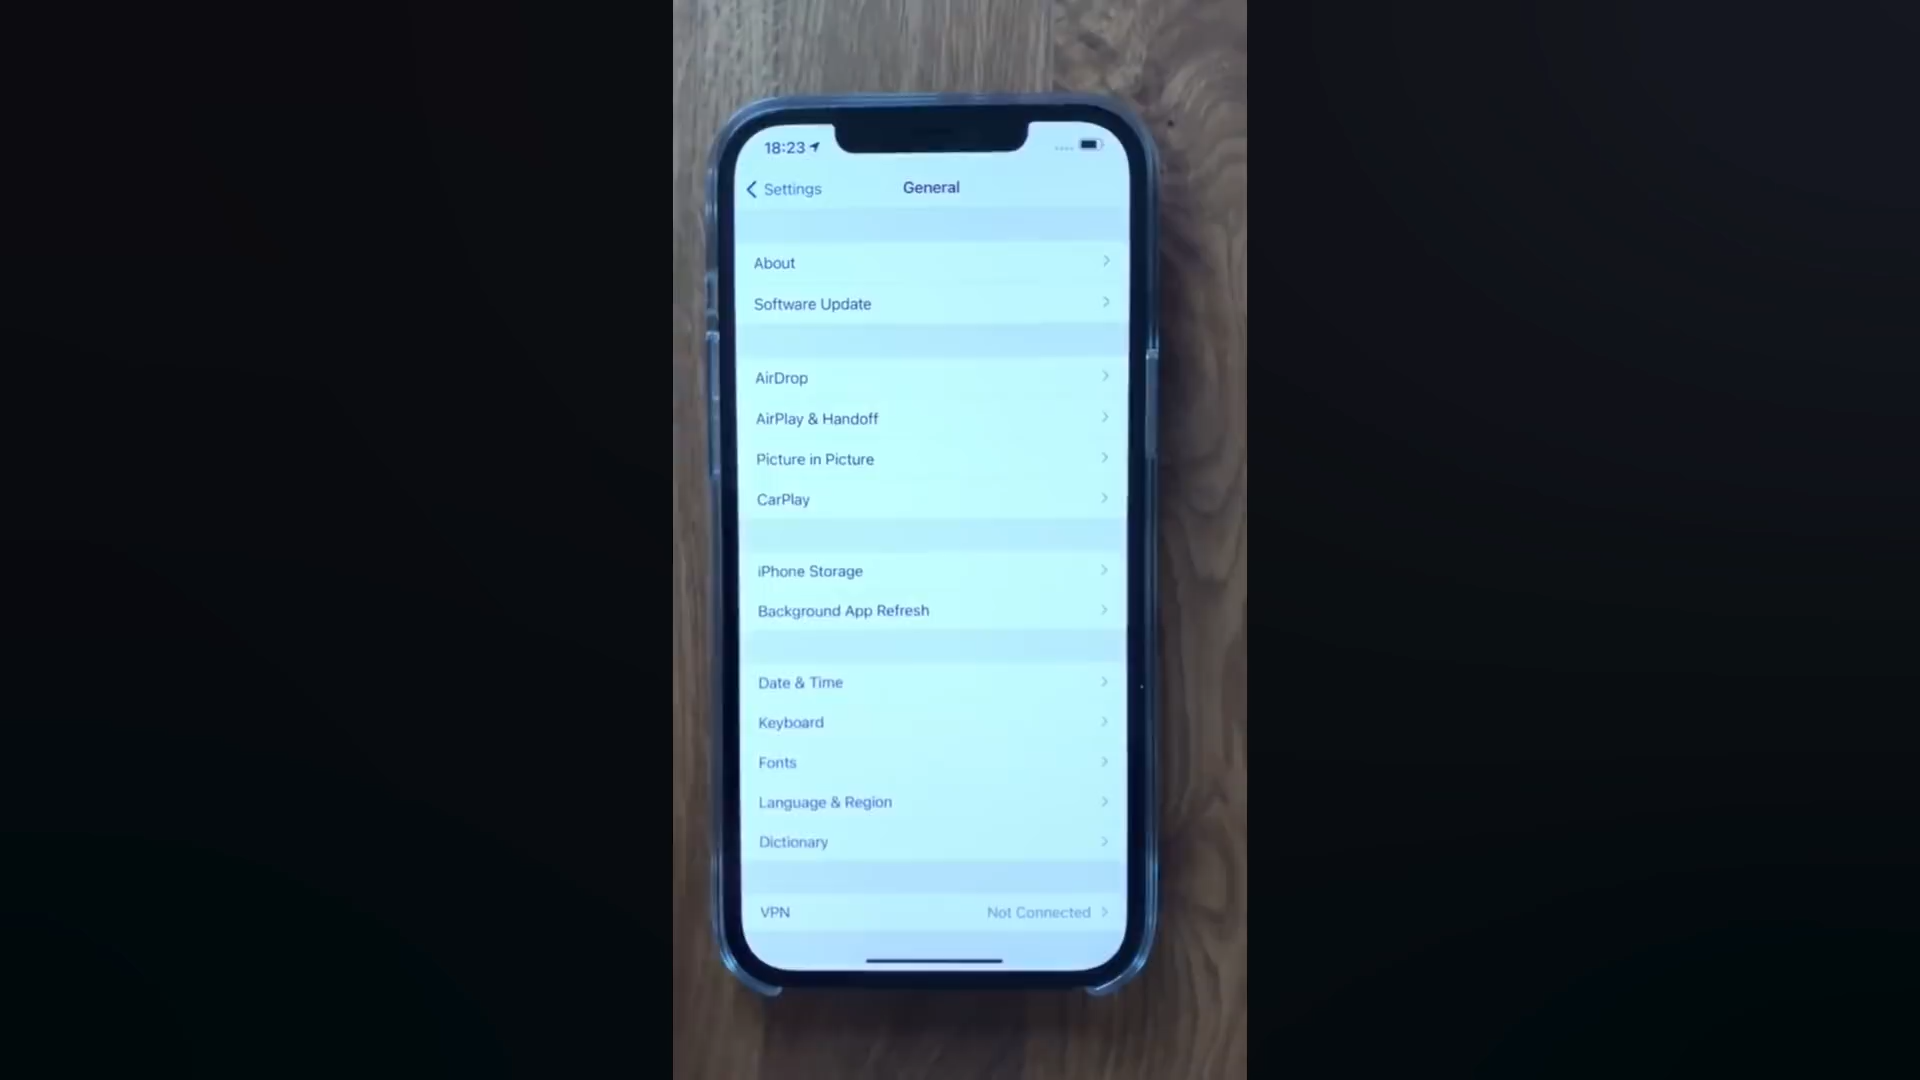 18:23
Settings
General
About
Software Update
AirDrop
AirPlay & Handoff
Picture in Picture
CarPlay
iPhone Storage
Background App Refresh
Date & Time
Keyboard
Fonts
Language & Region
Dictionary
VPN Not Connected